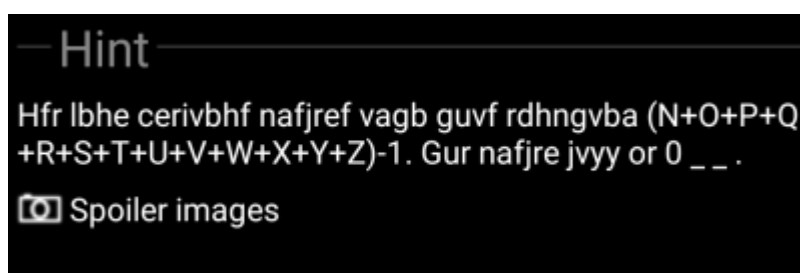 Hint
Hfr lbhe cerivbhf nafjref vagb guvf rdhngvba (N+O+P+Q
+R+S+T+U+V+W+X+Y+Z)-1. Gur nafjre jvyy or 0 _ _ .
Spoiler images